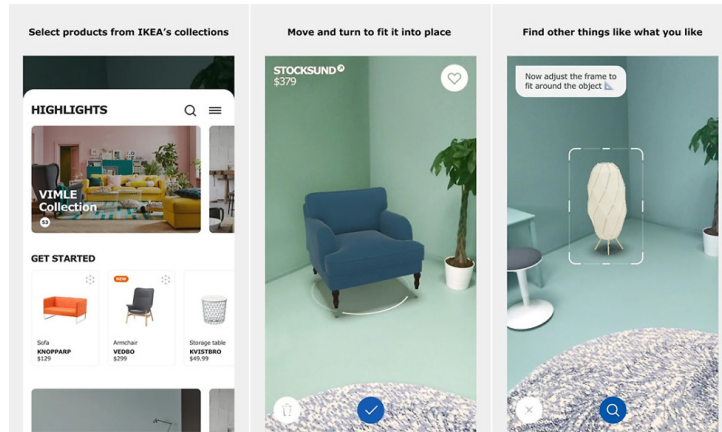 Select products from IKEA's collections
HIGHLIGHTS
VIMLE
Collection
53
GET STARTED
NEW
Sofa
KNOPPARP
$129
Armchair
VEDBO
$299
Storage table
KVISTBRO
$49.99
Move and turn to fit it into place
STOCKSUND
$379
Find other things like what you like
Now adjust the frame to
fit around the object